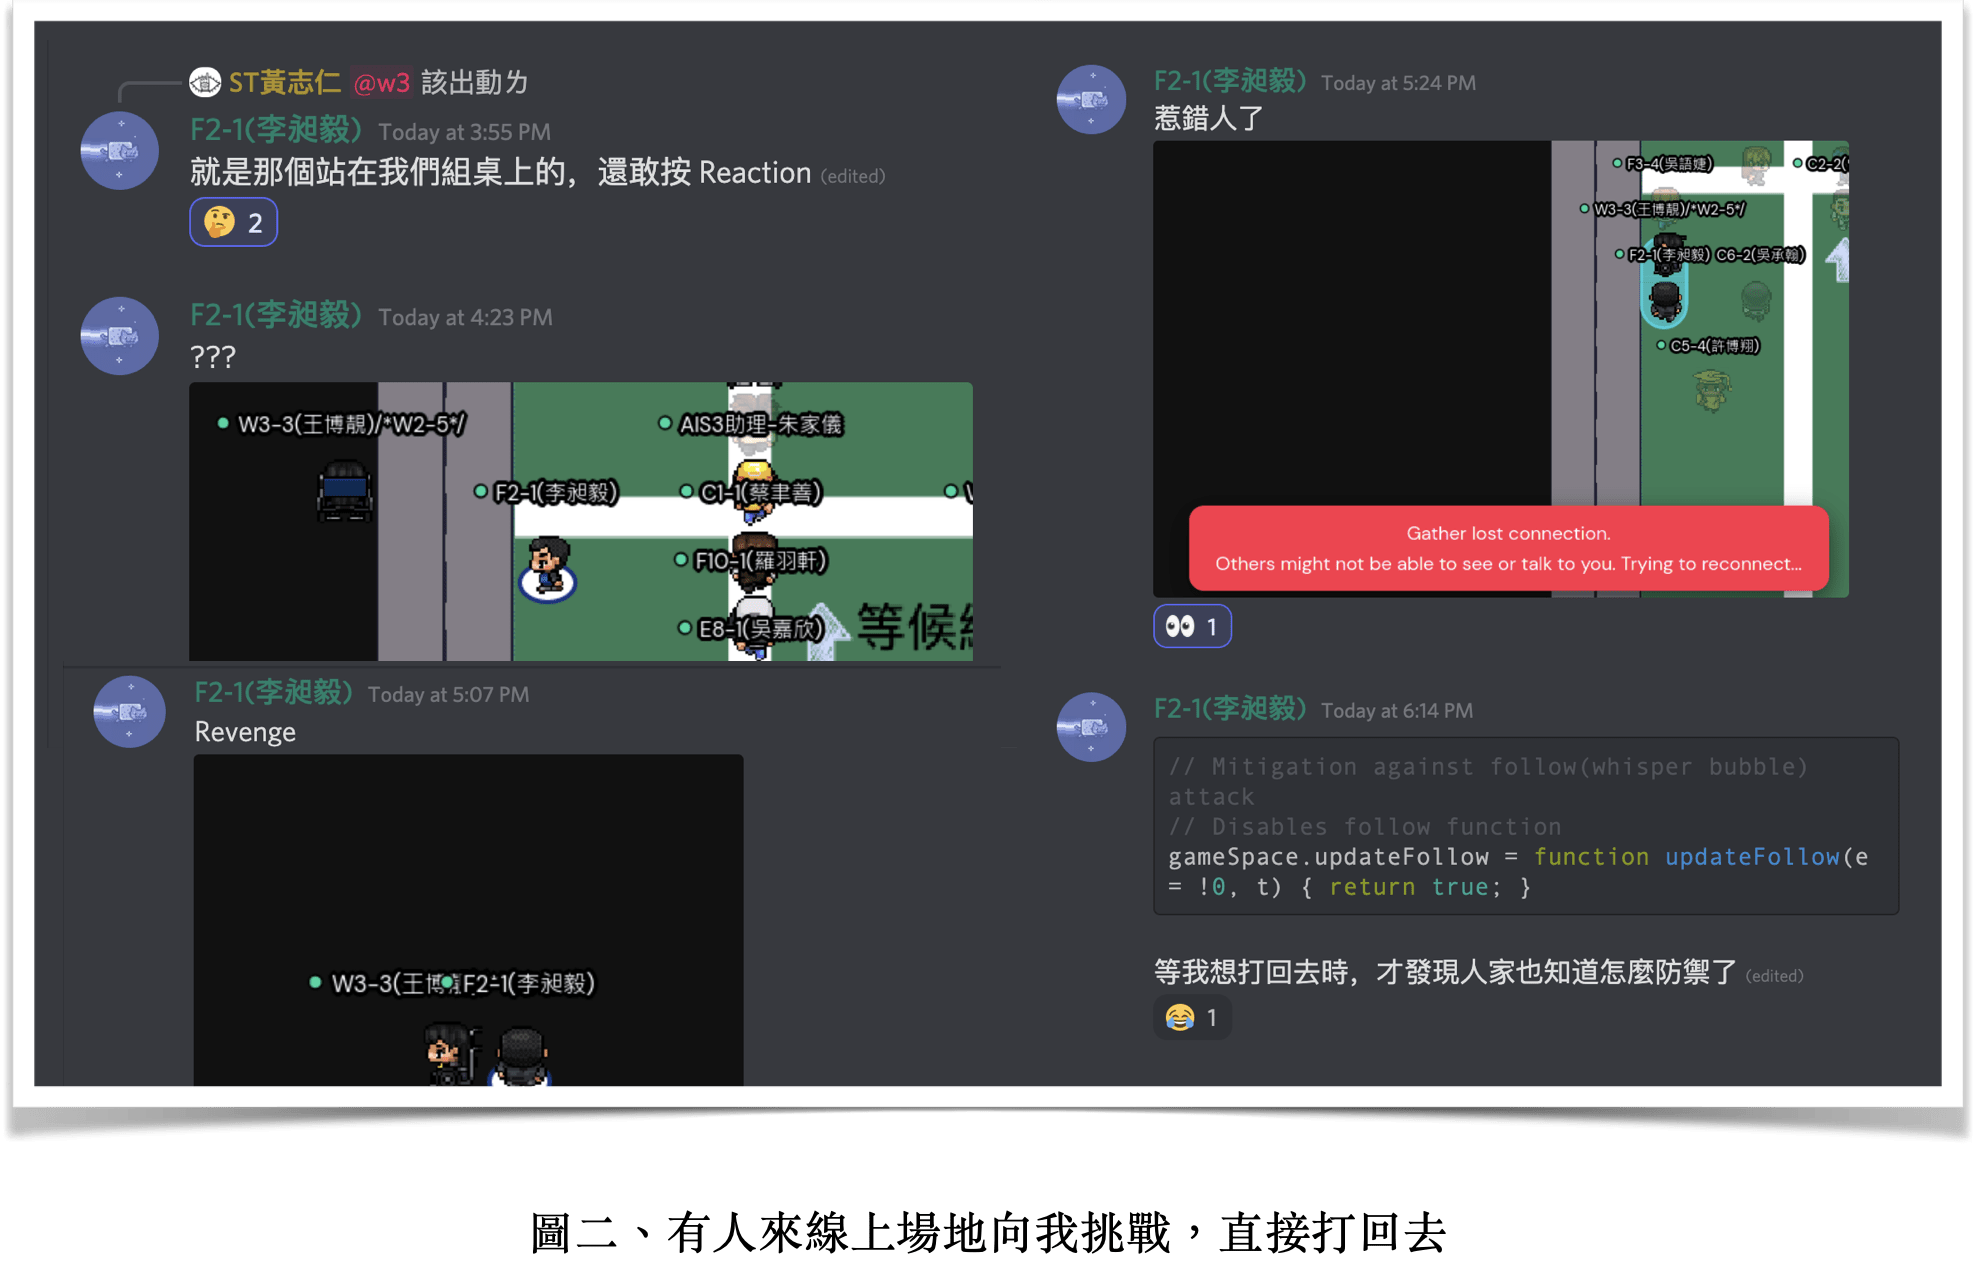 ST黃志仁 @w3 該出動ㄌ
F2-1(李昶毅) Today at 3:55 PM
就是那個站在我們組桌上的，還敢按 Reaction (edited)
2
F2-1(李昶毅) Today at 4:23 PM
???
W3-3(王博靚)/*W2-5*/
AIS3助理-朱家儀
F2-1(李昶毅)
C1-1(蔡聿善)
F10-1(羅羽軒)
E8-1(吳嘉欣)
等候
F2-1(李昶毅) Today at 5:07 PM
Revenge
W3-3(王博
F2-1(李昶毅)
F2-1(李昶毅) Today at 5:24 PM
惹錯人了
F3-4(吳語婕)
C2-2(
W3-3(王博靚)/*W2-5*/
F2-1(李昶毅) C6-2(吳承翰)
C5-4(許博翔)
Gather lost connection.
Others might not be able to see or talk to you. Trying to reconnect...
1
F2-1(李昶毅) Today at 6:14 PM
// Mitigation against follow(whisper bubble)
attack
// Disables follow function
gameSpace.updateFollow = function updateFollow(e
= !0, t) { return true; }
等我想打回去時，才發現人家也知道怎麼防禦了 (edited)
1
圖二、有人來線上場地向我挑戰，直接打回去